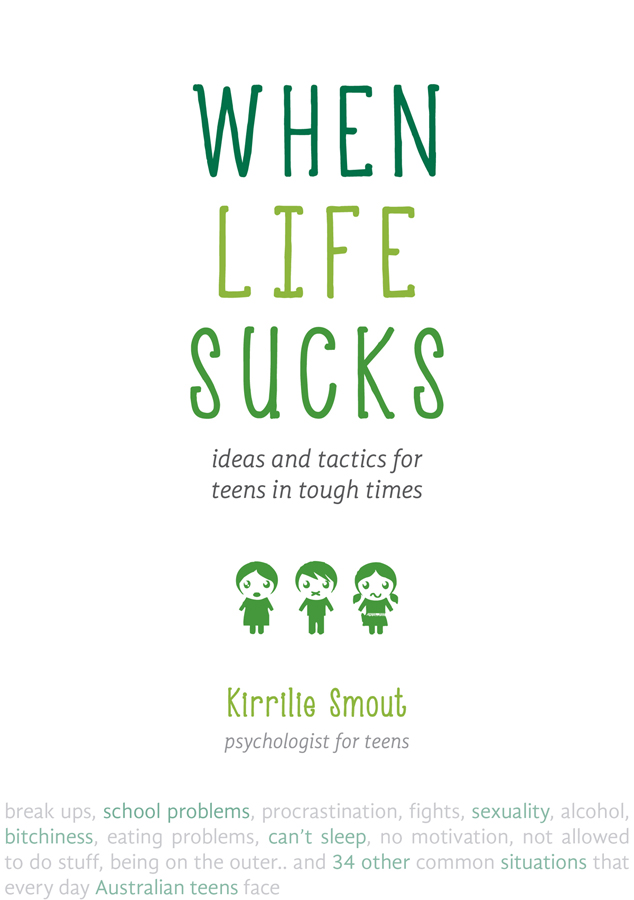 WHEN
LIFE
SUCKS
ideas and tactics for
teens in tough times
Kirrilie Smout
psychologist for teens
break ups, school problems, procrastination, fights, sexuality, alcohol,
bitchiness, eating problems, can't sleep, no motivation, not allowed
to do stuff, being on the outer.. and 34 other common situations that
every day Australian teens face